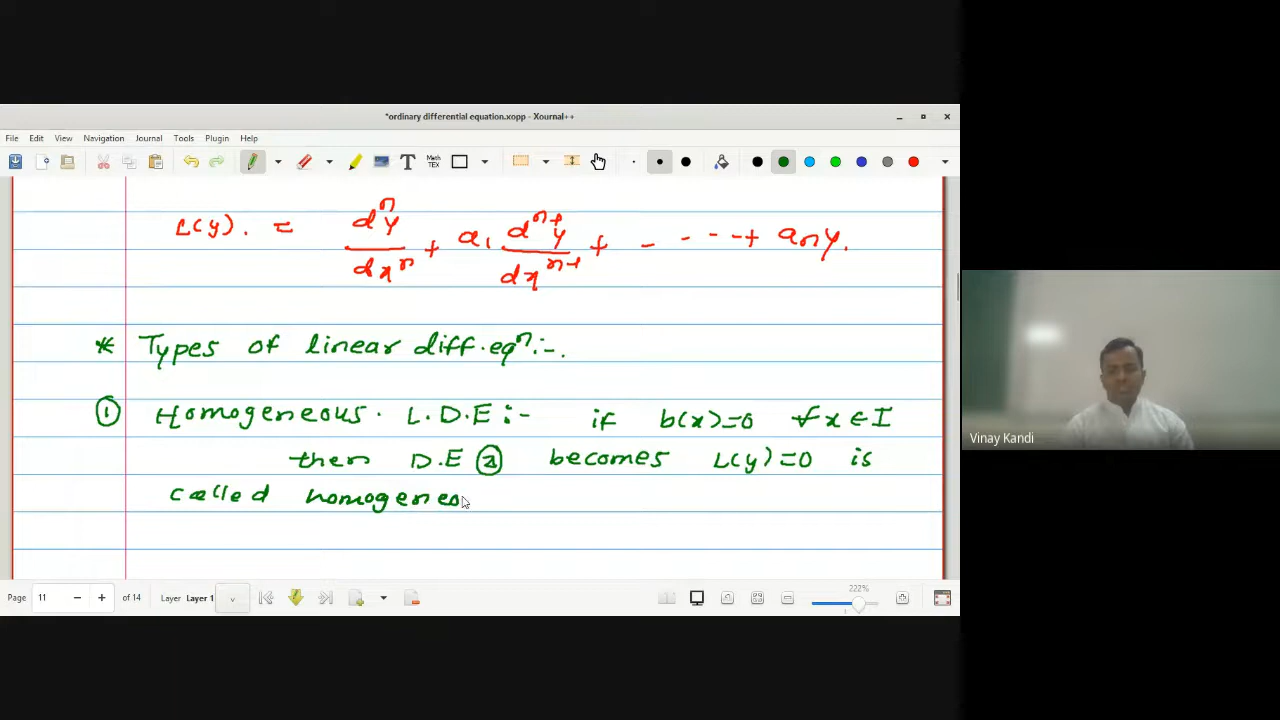 *ordinary differential equation.xopp - Xournal++
File Edit View Navigation Journal Tools Plugin Help
L(y). = dⁿy/dxⁿ + a₁ dⁿ⁻¹y/dxⁿ⁻¹ + - - - - - + aₙy.
* Types of linear diff. eqⁿ:-.
① Homogeneous. L.D.E :- if b(x)=0 ∀x∈I
then D.E ② becomes L(y)=0 is
called homogeneo
Vinay Kandi
Page 11 of 14 Layer Layer 1 222%